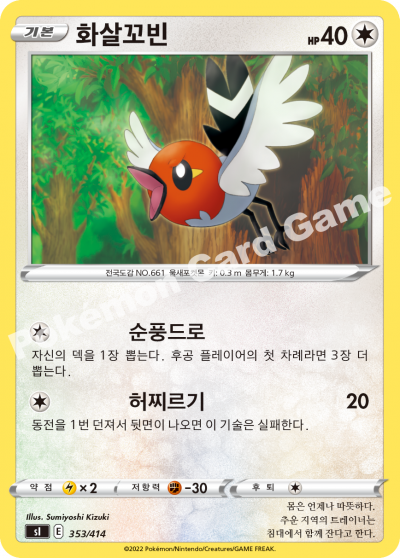 기본 화살꼬빈 HP 40
전국도감 NO.661 울새포켓몬 키: 0.3 m 몸무게: 1.7 kg
Pokémon Card Game
순풍드로
자신의 덱을 1장 뽑는다. 후공 플레이어의 첫 차례라면 3장 더
뽑는다.
허찌르기 20
동전을 1번 던져서 뒷면이 나오면 이 기술은 실패한다.
약점 ×2 저항력 -30 후퇴
Illus. Sumiyoshi Kizuki
sI E 353/414
몸은 언제나 따뜻하다.
추운 지역의 트레이너는
침대에서 함께 잔다고 한다.
©2022 Pokémon/Nintendo/Creatures/GAME FREAK.